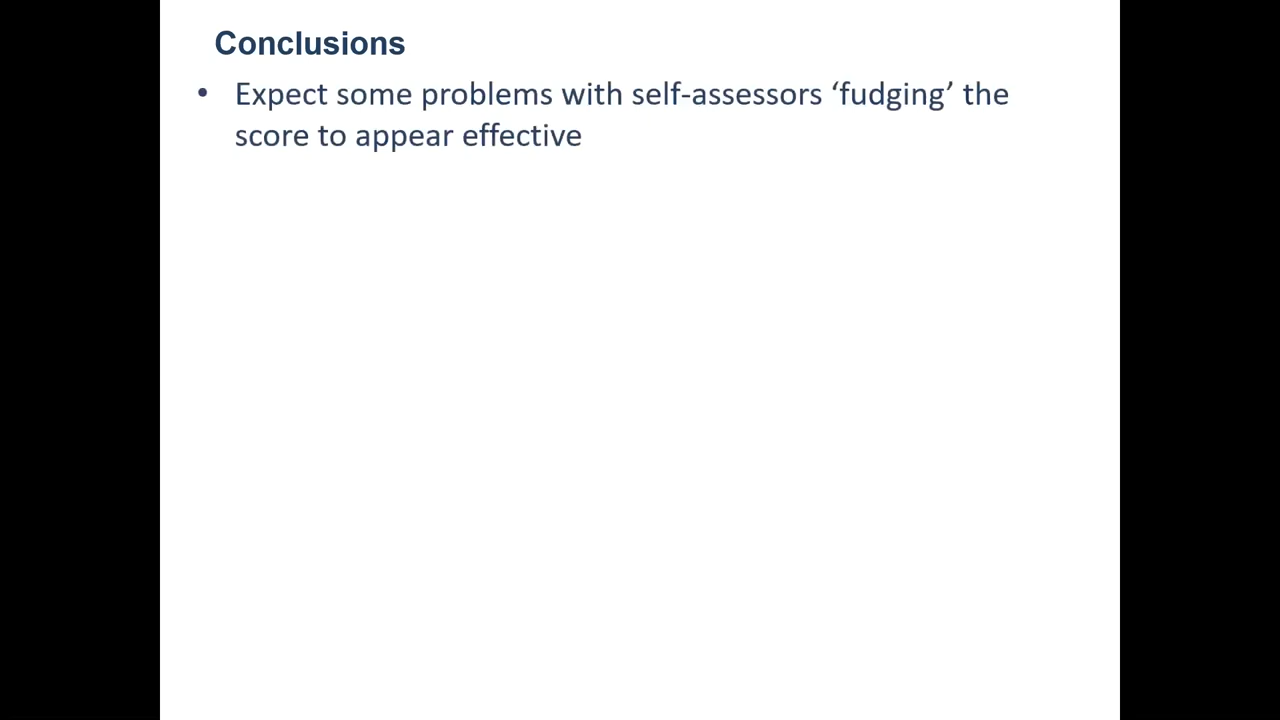 Conclusions
• Expect some problems with self-assessors ‘fudging’ the
score to appear effective